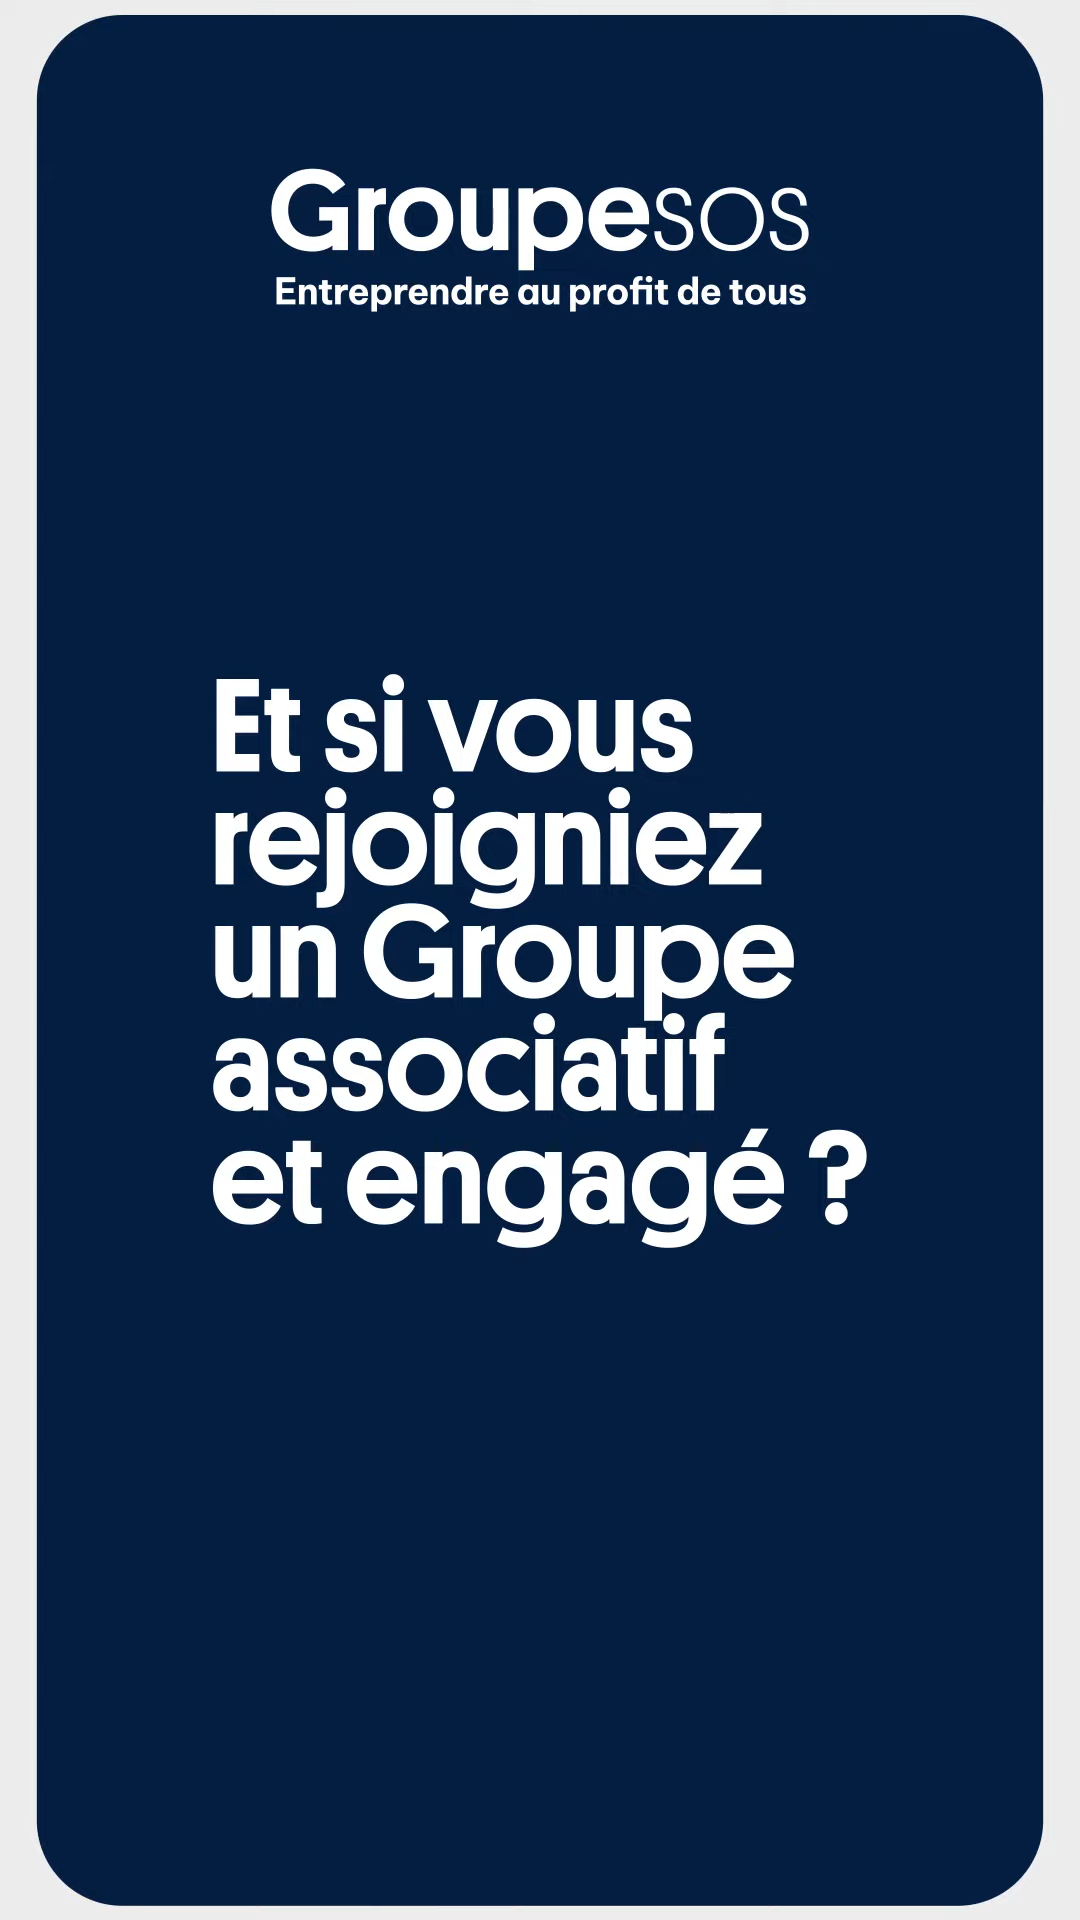 Groupesos
Entreprendre au profit de tous
Et si vous
rejoigniez
un Groupe
associatif
et engagé ?